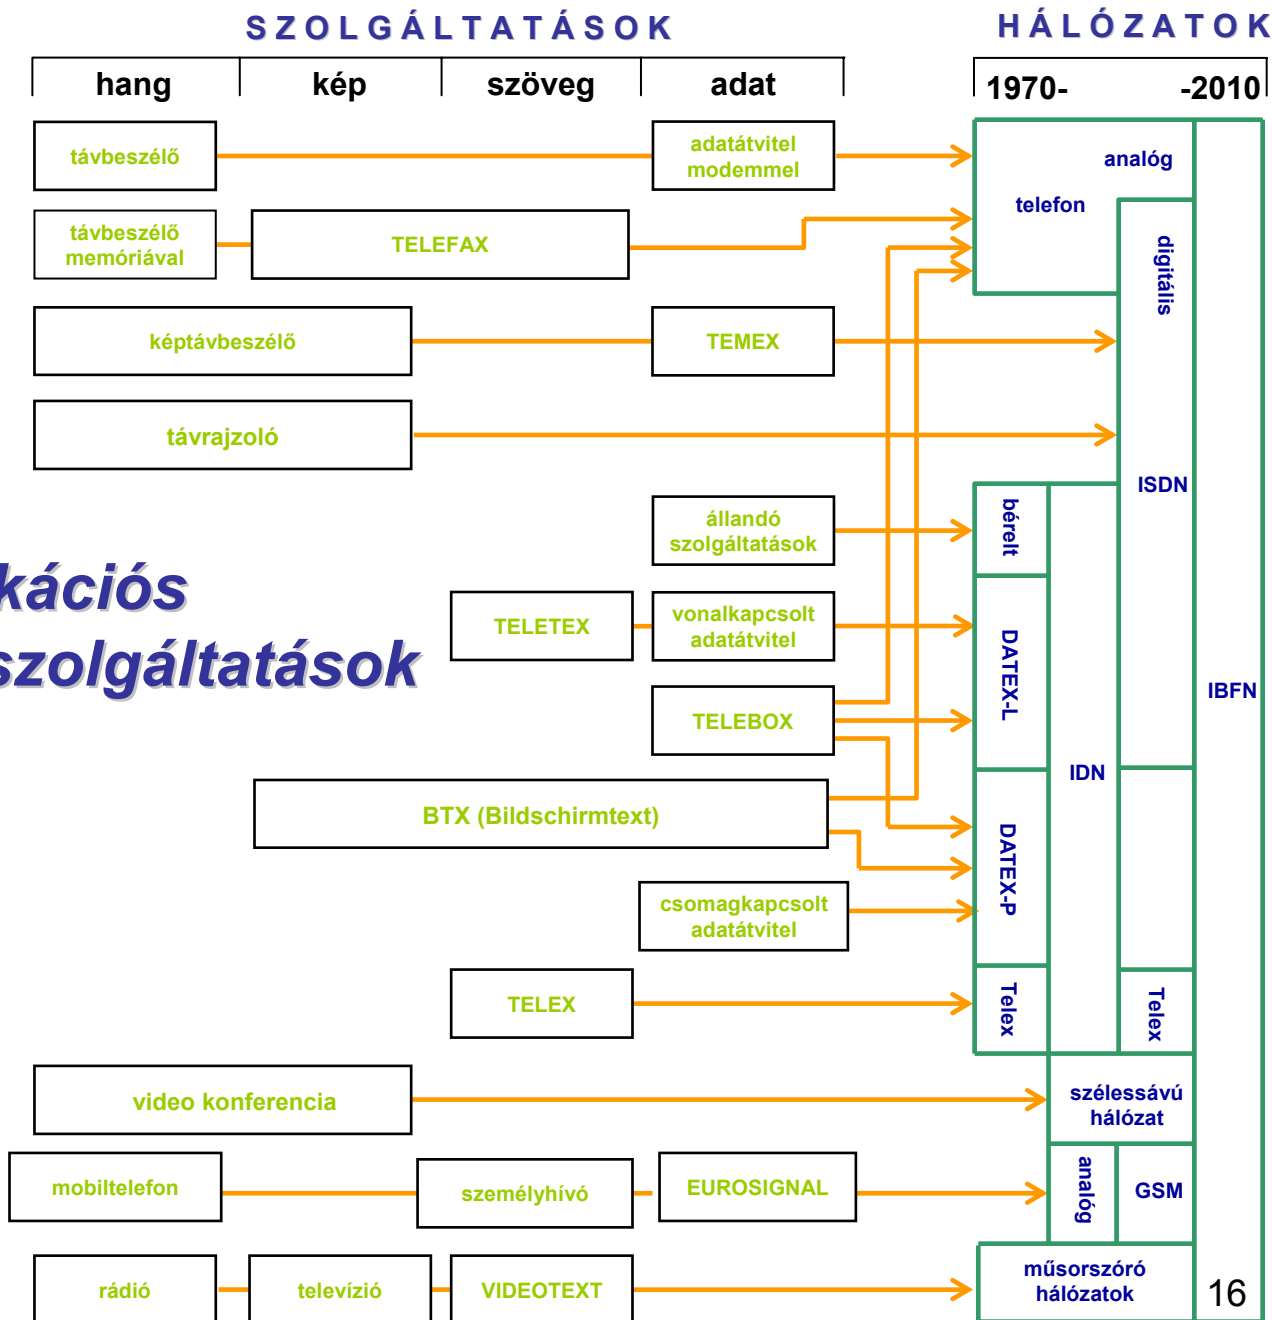 SZOLGÁLTATÁSOK
HÁLÓZATOK
hang kép szöveg adat
1970- -2010
távbeszélő
adatátvitel
modemmel
analóg
telefon
távbeszélő
memóriával
TELEFAX
digitális
képtávbeszélő
TEMEX
távrajzoló
ISDN
állandó
szolgáltatások
bérelt
kációs
szolgáltatások
TELETEX
vonalkapcsolt
adatátvitel
DATEX-L
TELEBOX
IBFN
IDN
BTX (Bildschirmtext)
DATEX-P
csomagkapcsolt
adatátvitel
TELEX
Telex
Telex
video konferencia
szélessávú
hálózat
mobiltelefon
személyhívó
EUROSIGNAL
analóg
GSM
rádió
televízió
VIDEOTEXT
műsorszóró
hálózatok
16